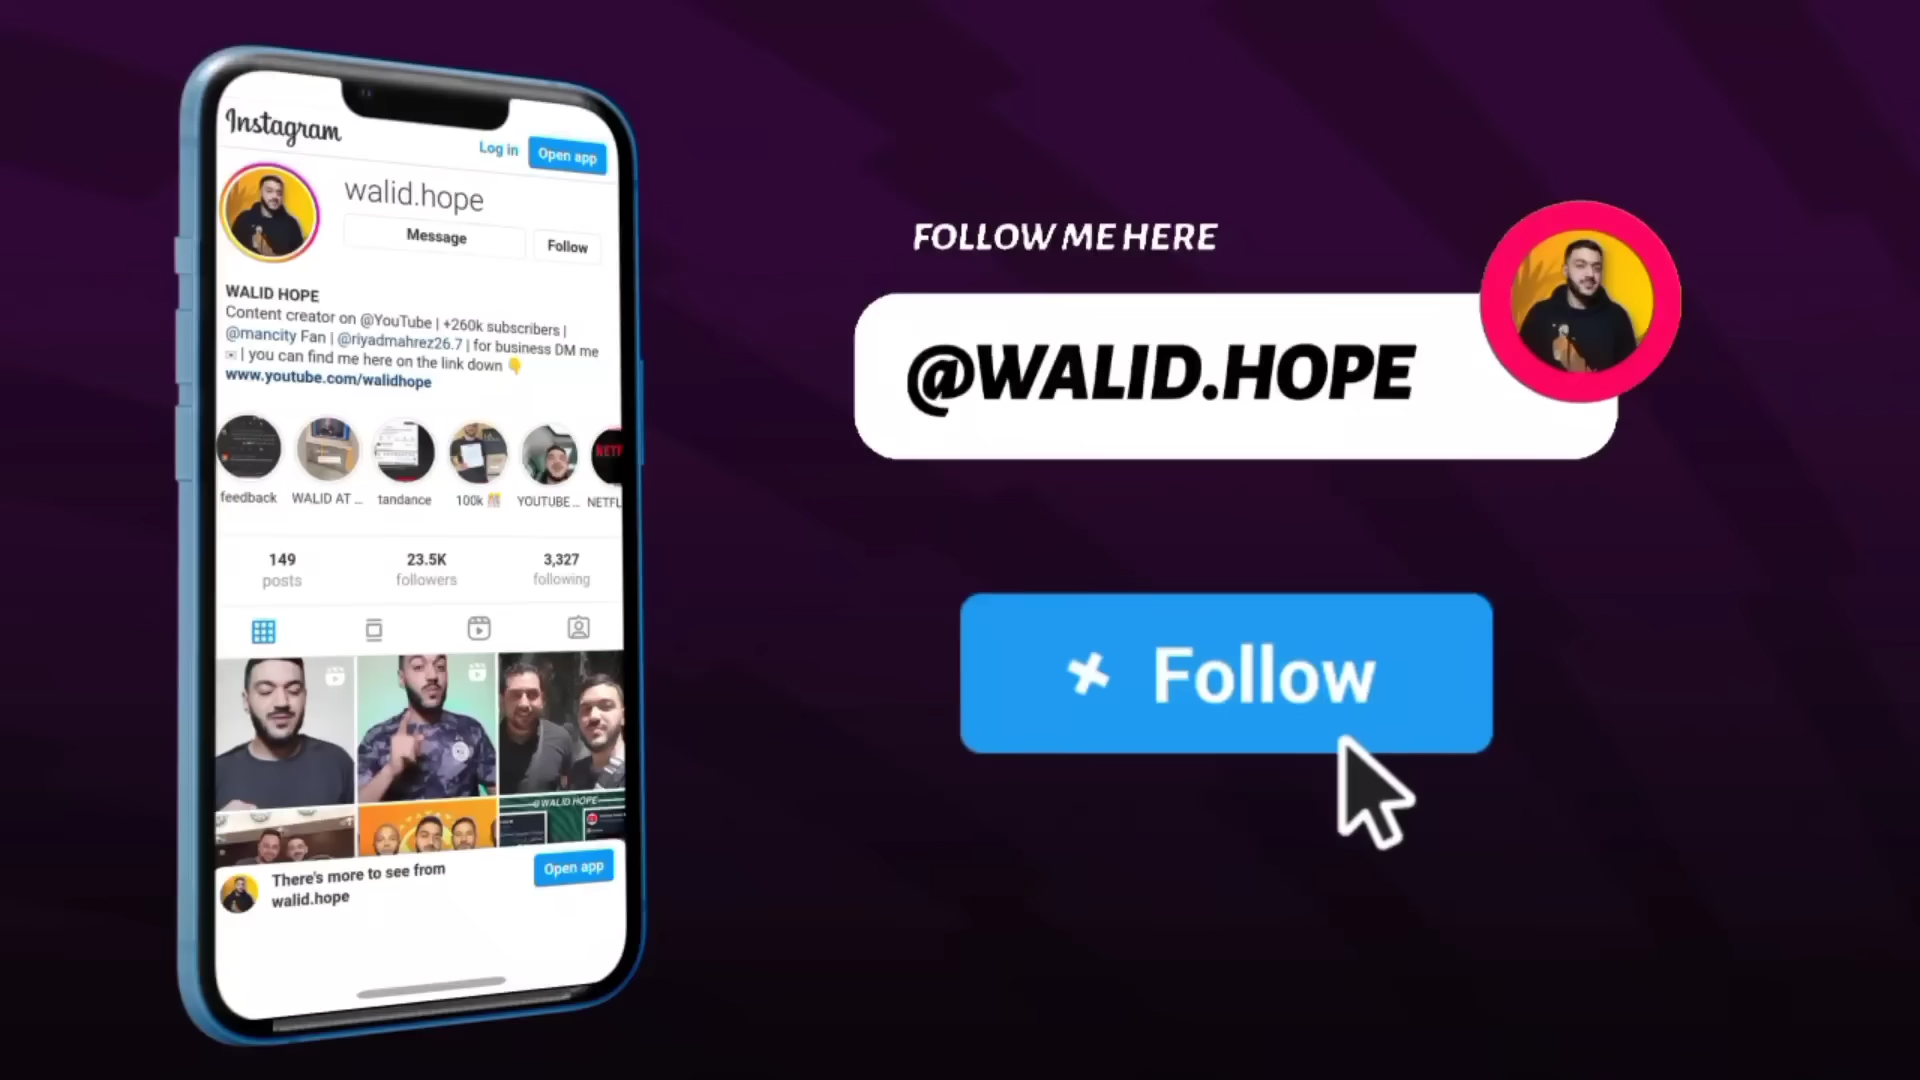 Instagram
Log in
Open app
walid.hope
Message
Follow
WALID HOPE
Content creator on @YouTube | +260k subscribers |
@mancity Fan | @riyadmahrez26.7 | for business DM me
| you can find me here on the link down 👇
www.youtube.com/walidhope
feedback
WALID AT ...
tandance
100k
YOUTUBE ...
NETFL
NETF
149
posts
23.5K
followers
3,327
following
@WALID HOPE
There's more to see from
walid.hope
Open app
FOLLOW ME HERE
@WALID.HOPE
Follow